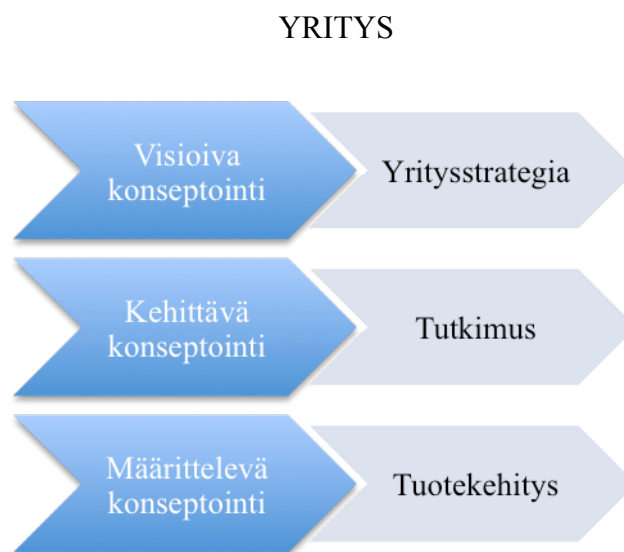 YRITYS
Visioiva
konseptointi
Yritysstrategia
Kehittävä
konseptointi
Tutkimus
Määrittelevä
konseptointi
Tuotekehitys